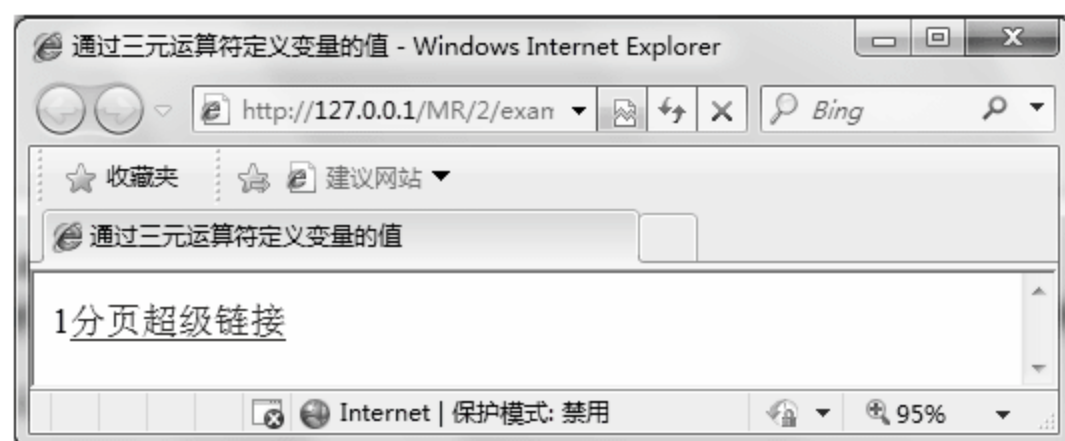 通过三元运算符定义变量的值 - Windows Internet Explorer
http://127.0.0.1/MR/2/exam Bing
收藏夹 建议网站
通过三元运算符定义变量的值
1分页超级链接
Internet | 保护模式: 禁用 95%